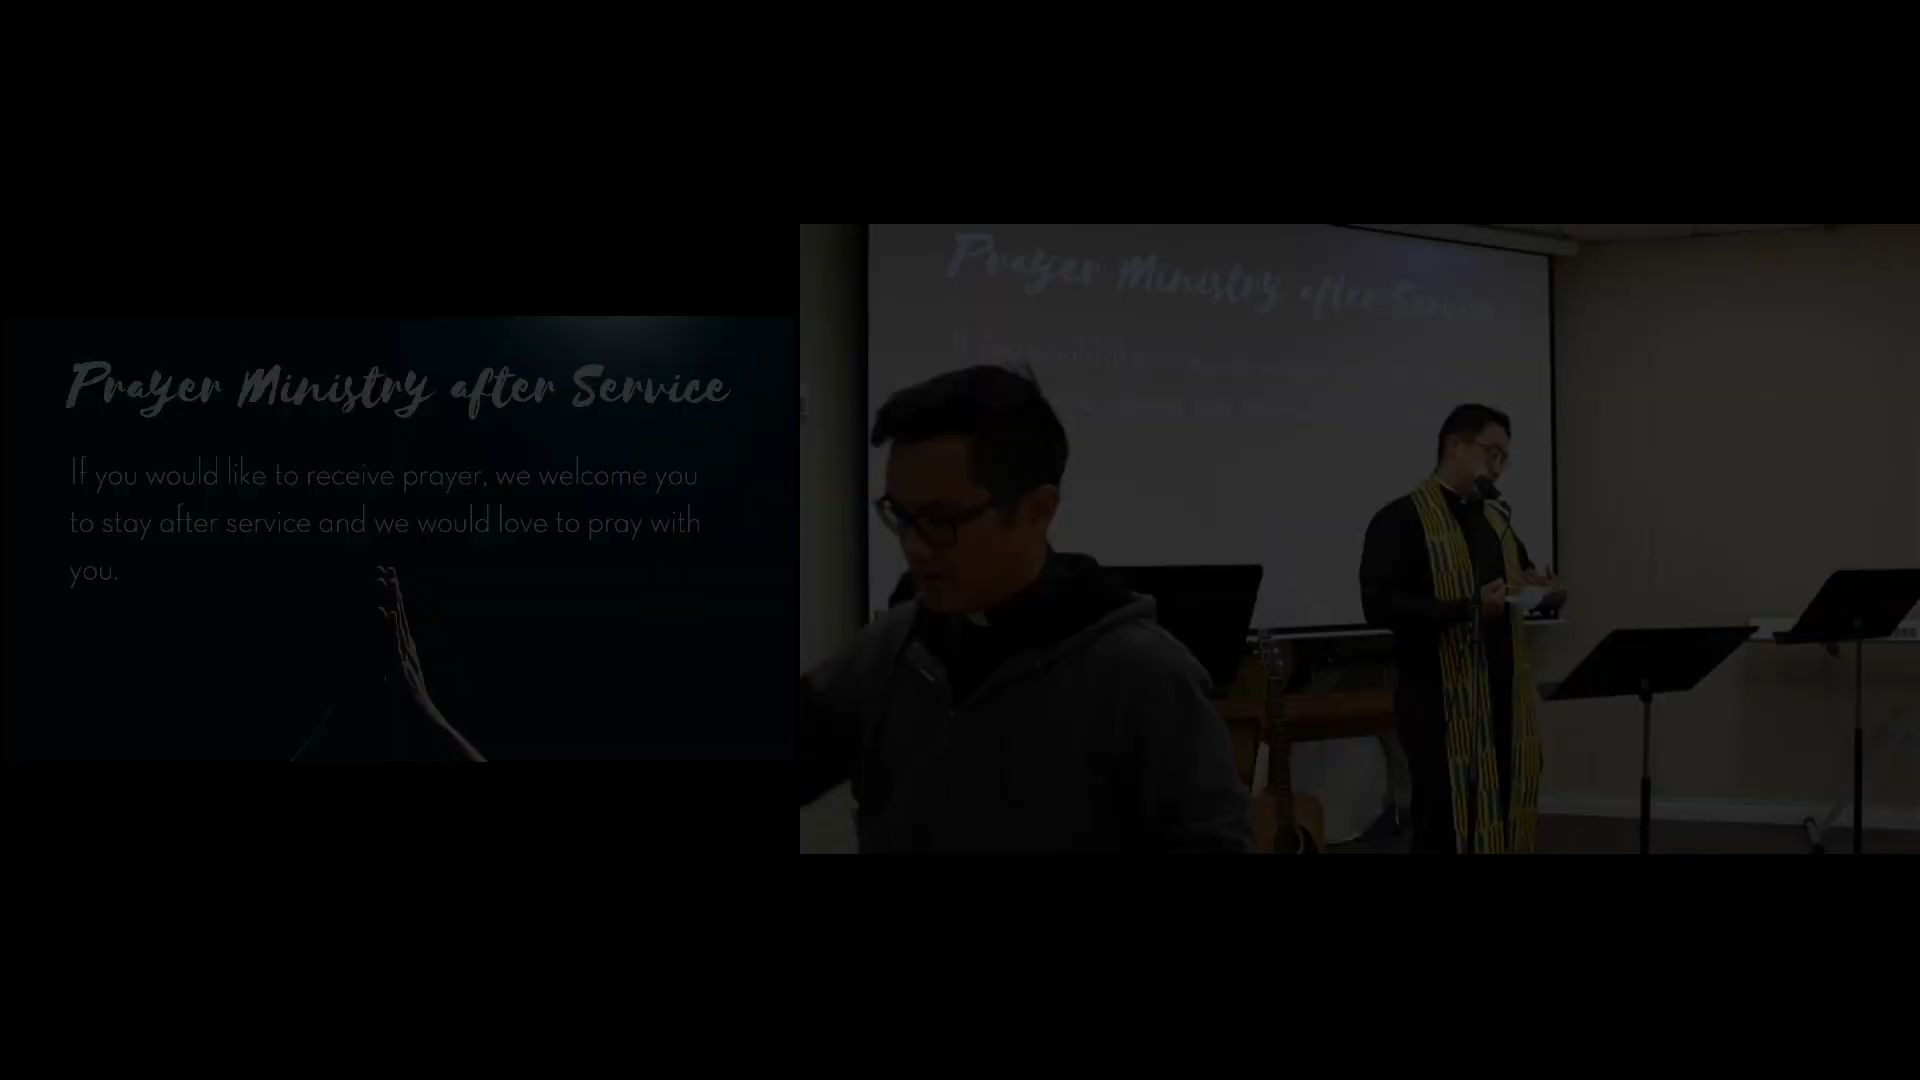 Prayer Ministry after Service
If you would like to receive prayer, we welcome you
to stay after service and we would love to pray with
you.
Prayer Ministry after Service